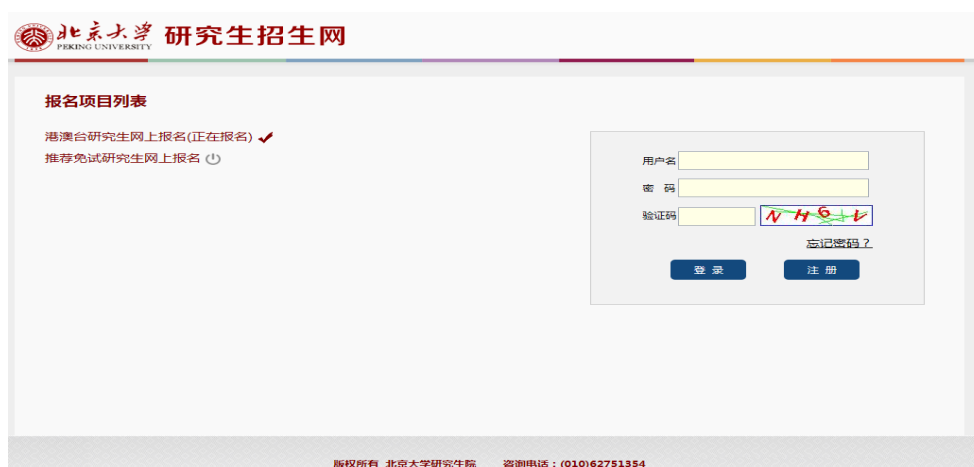 北京大学 研究生招生网
PEKING UNIVERSITY
报名项目列表
港澳台研究生网上报名(正在报名)
推荐免试研究生网上报名
用户名
密 码
验证码 NH6V
忘记密码？
登 录 注 册
版权所有 北京大学研究生院 咨询电话：(010)62751354